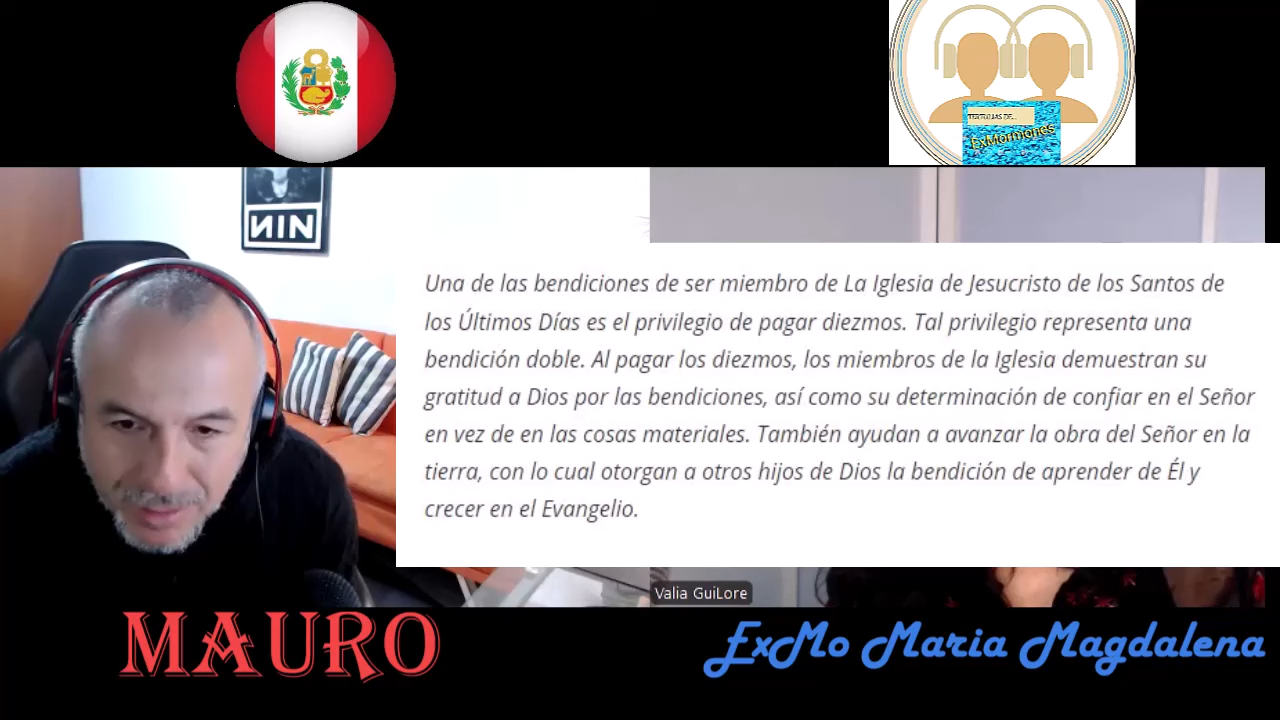 TERTULIAS DE...
ExMormones
NIN
Una de las bendiciones de ser miembro de La Iglesia de Jesucristo de los Santos de
los Últimos Días es el privilegio de pagar diezmos. Tal privilegio representa una
bendición doble. Al pagar los diezmos, los miembros de la Iglesia demuestran su
gratitud a Dios por las bendiciones, así como su determinación de confiar en el Señor
en vez de en las cosas materiales. También ayudan a avanzar la obra del Señor en la
tierra, con lo cual otorgan a otros hijos de Dios la bendición de aprender de Él y
crecer en el Evangelio.
Valia GuiLore
MAURO
ExMo Maria Magdalena